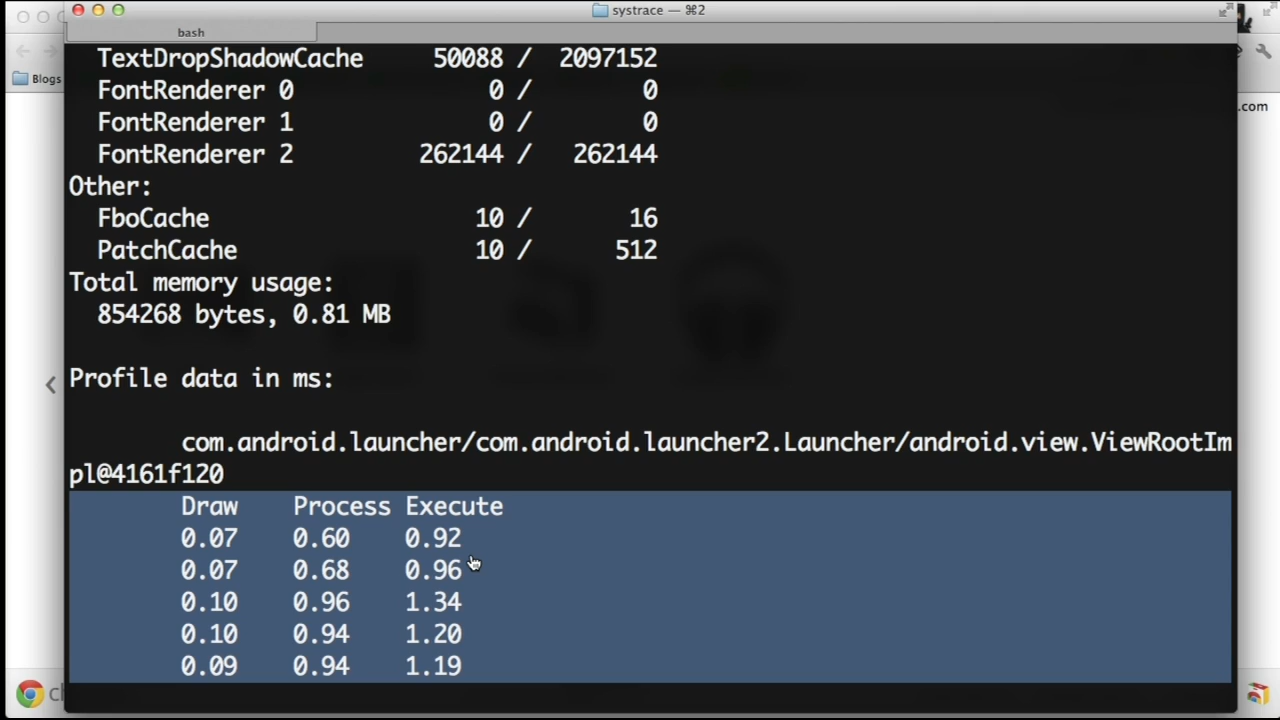 systrace — ⌘2
bash
Blogs
TextDropShadowCache 50088 / 2097152
FontRenderer 0 0 / 0
FontRenderer 1 0 / 0
.com
FontRenderer 2 262144 / 262144
Other:
FboCache 10 / 16
PatchCache 10 / 512
Total memory usage:
854268 bytes, 0.81 MB
Profile data in ms:
com.android.launcher/com.android.launcher2.Launcher/android.view.ViewRootIm
pl@4161f120
Draw Process Execute
0.07 0.60 0.92
0.07 0.68 0.96
0.10 0.96 1.34
0.10 0.94 1.20
0.09 0.94 1.19